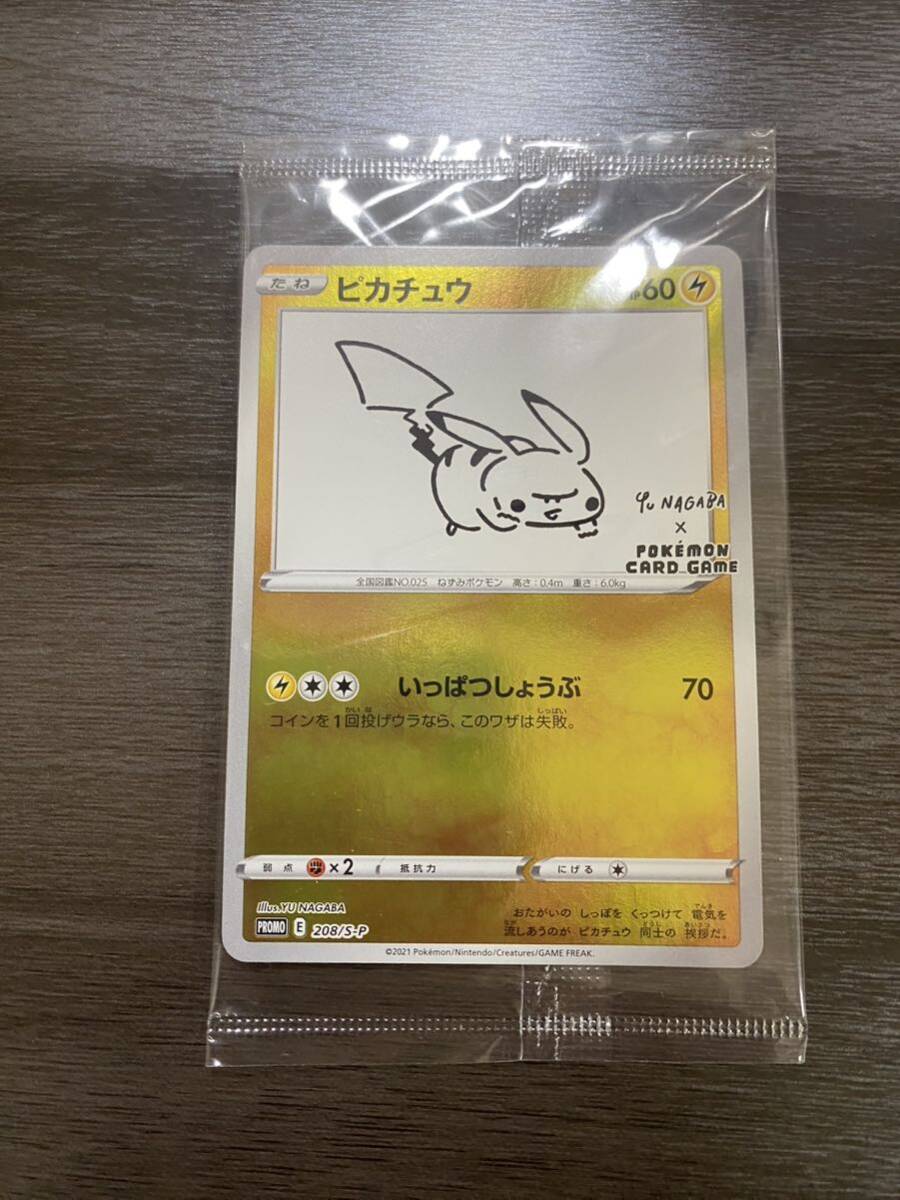 たね ピカチュウ HP60
Yu NAGABA
×
POKÉMON
CARD GAME
全国図鑑NO.025 ねずみポケモン 高さ:0.4m 重さ:6.0kg
いっぱつしょうぶ 70
コインを1回投げウラなら、このワザは失敗。
弱点 ×2 抵抗力 にげる
illus. YU NAGABA
PROMO E 208/S-P
おたがいの しっぽを くっつけて 電気を
流しあうのが ピカチュウ 同士の 挨拶だ。
©2021 Pokémon/Nintendo/Creatures/GAME FREAK.